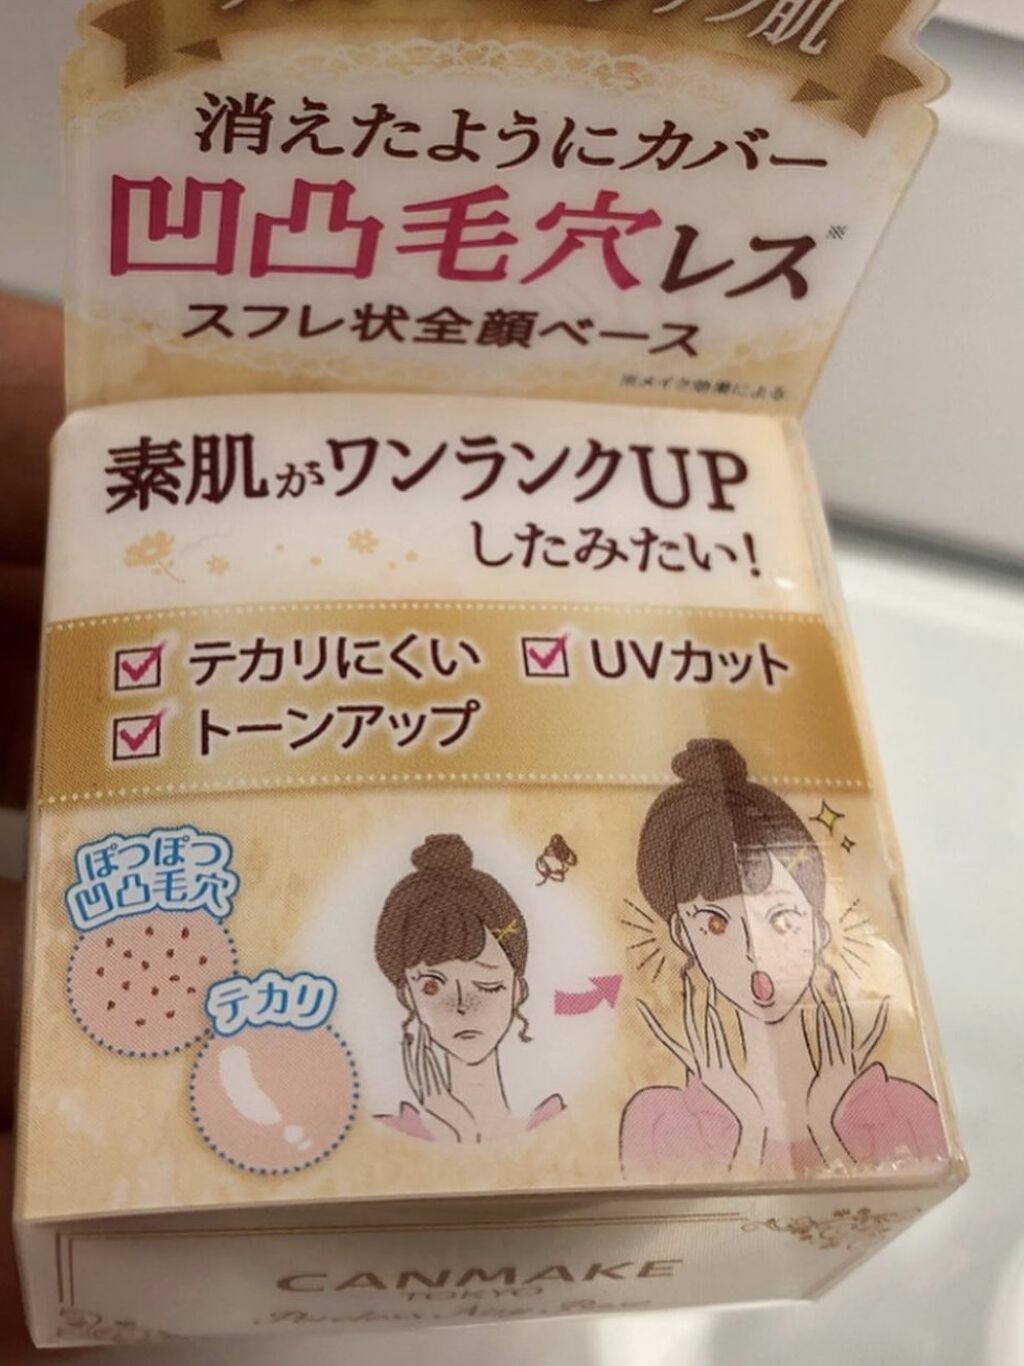 肌
消えたようにカバー
凹凸毛穴レス※
スフレ状全顔ベース
※メイク効果による
素肌がワンランクUP
したみたい!
テカリにくい
UVカット
トーンアップ
ぽつぽつ
凹凸毛穴
テカリ
CANMAKE
TOKYO